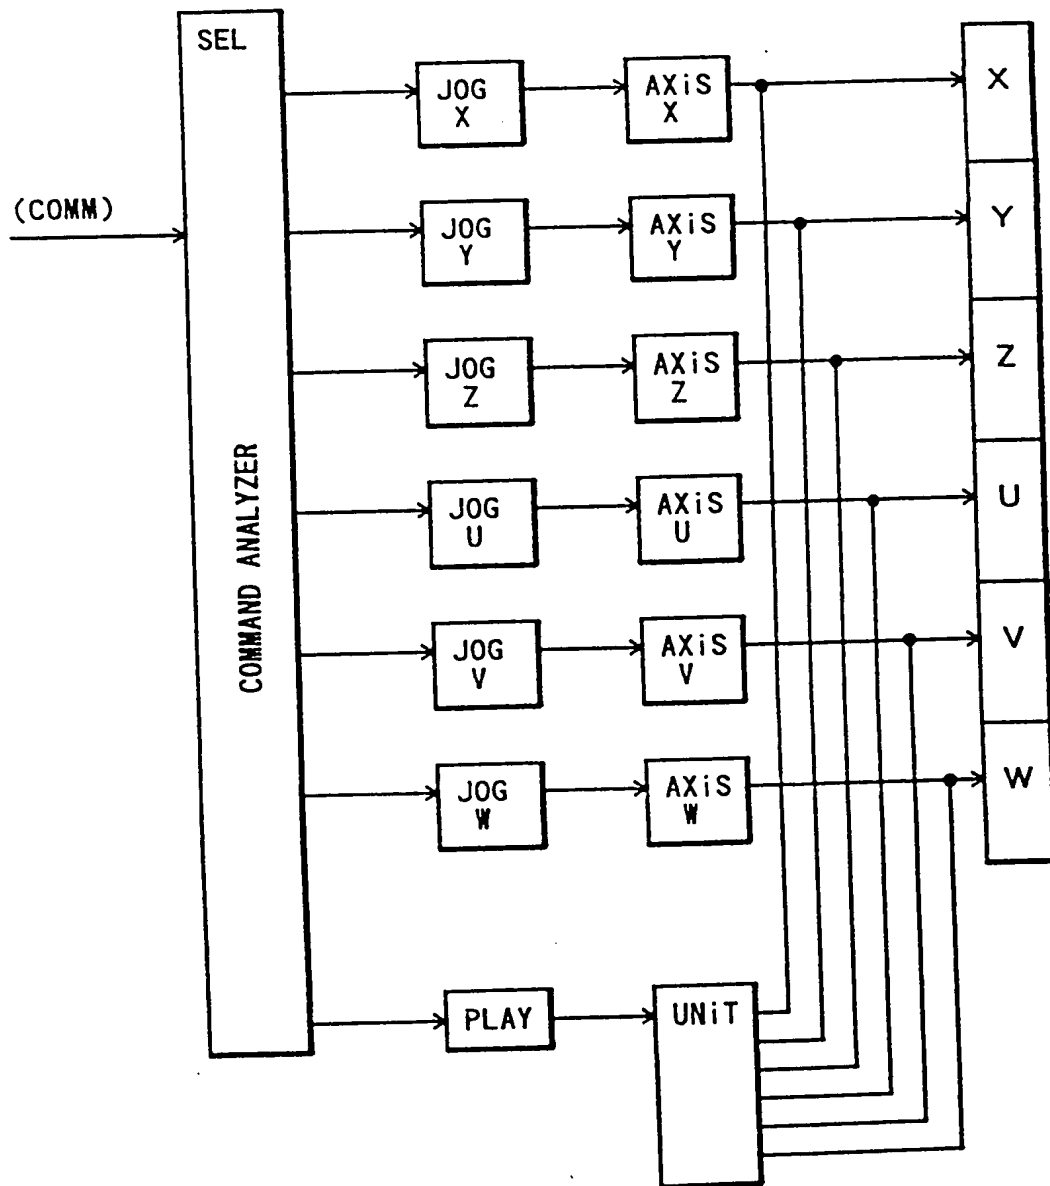 SEL
(COMM)
COMMAND ANALYZER
JOG
X
AXiS
X
X
JOG
Y
AXiS
Y
Y
JOG
Z
AXiS
Z
Z
JOG
U
AXiS
U
U
JOG
V
AXiS
V
V
JOG
W
AXiS
W
W
PLAY
UNiT